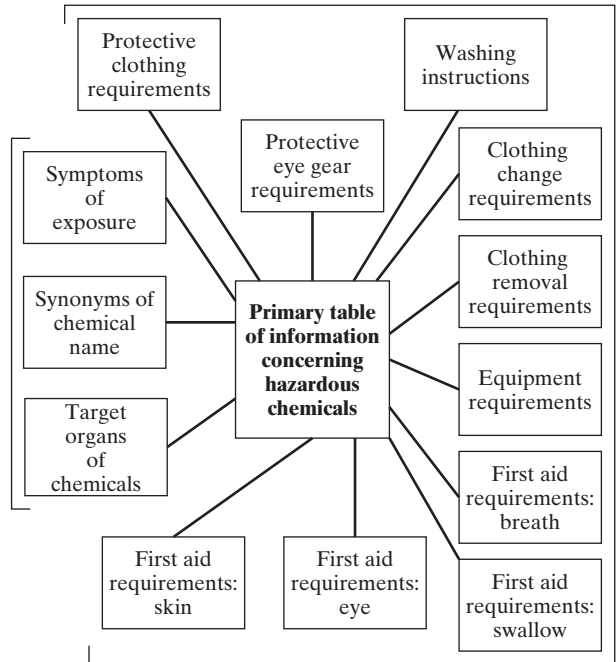 Protective
clothing
requirements
Washing
instructions
Protective
eye gear
requirements
Clothing
change
requirements
Symptoms
of
exposure
Clothing
removal
requirements
Synonyms of
chemical
name
Primary table
of information
concerning
hazardous
chemicals
Equipment
requirements
Target
organs
of
chemicals
First aid
requirements:
breath
First aid
requirements:
skin
First aid
requirements:
eye
First aid
requirements:
swallow